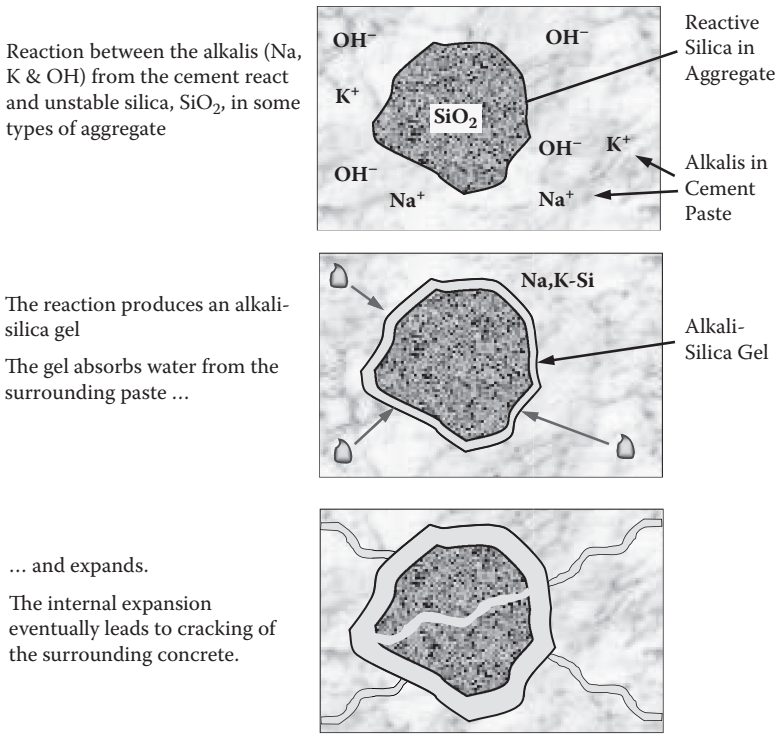 Reaction between the alkalis (Na,
K & OH) from the cement react
and unstable silica, SiO₂, in some
types of aggregate
OH⁻
OH⁻
K⁺
SiO₂
OH⁻
K⁺
OH⁻
Na⁺
Na⁺
Reactive
Silica in
Aggregate
Alkalis in
Cement
Paste
The reaction produces an alkali-
silica gel
The gel absorbs water from the
surrounding paste …
Na,K-Si
Alkali-
Silica Gel
… and expands.
The internal expansion
eventually leads to cracking of
the surrounding concrete.